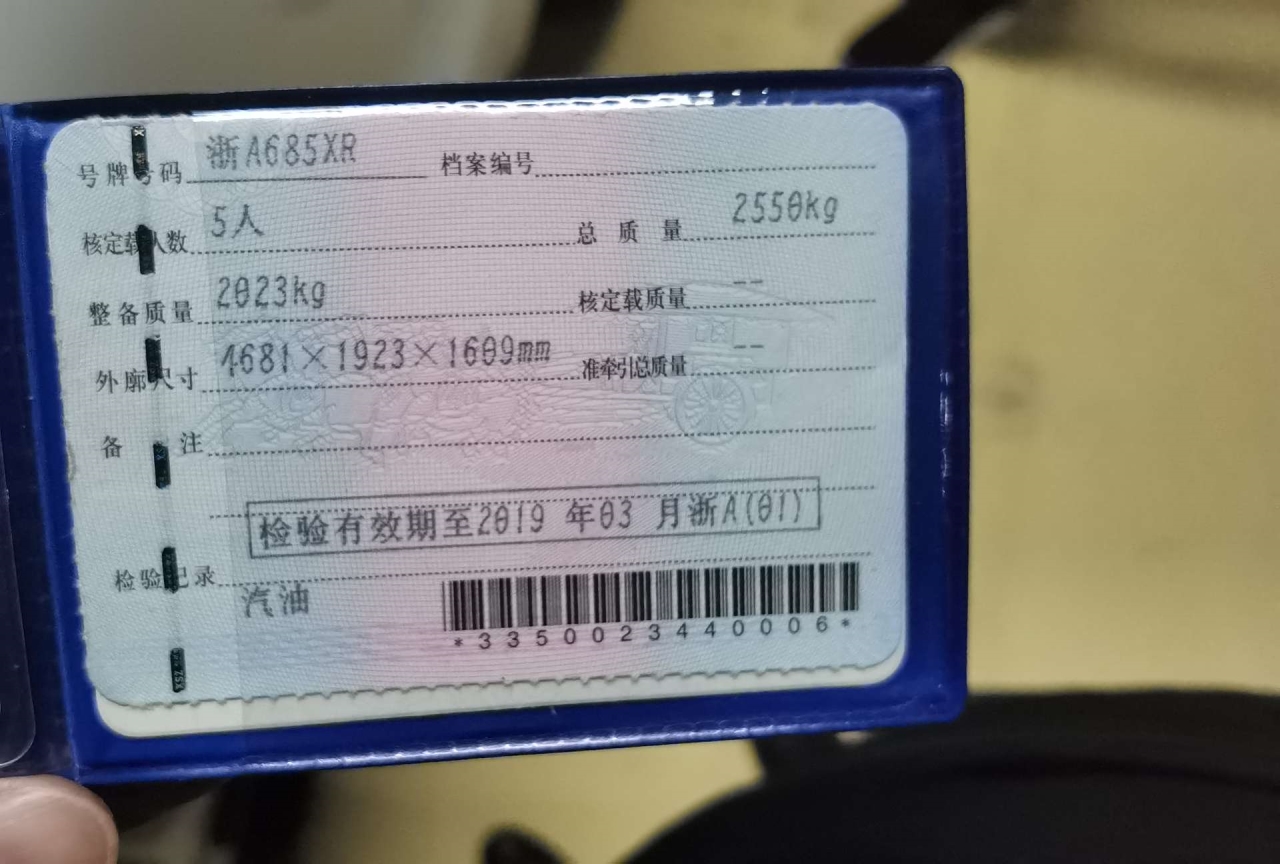 号牌号码 浙A685XR 档案编号
核定载人数 5人 总质量 2550kg
整备质量 2023kg 核定载质量 --
外廓尺寸 4681×1923×1609mm 准牵引总质量 --
备注
检验有效期至2019年03月浙A(01)
检验记录
汽油
*3350023440006*